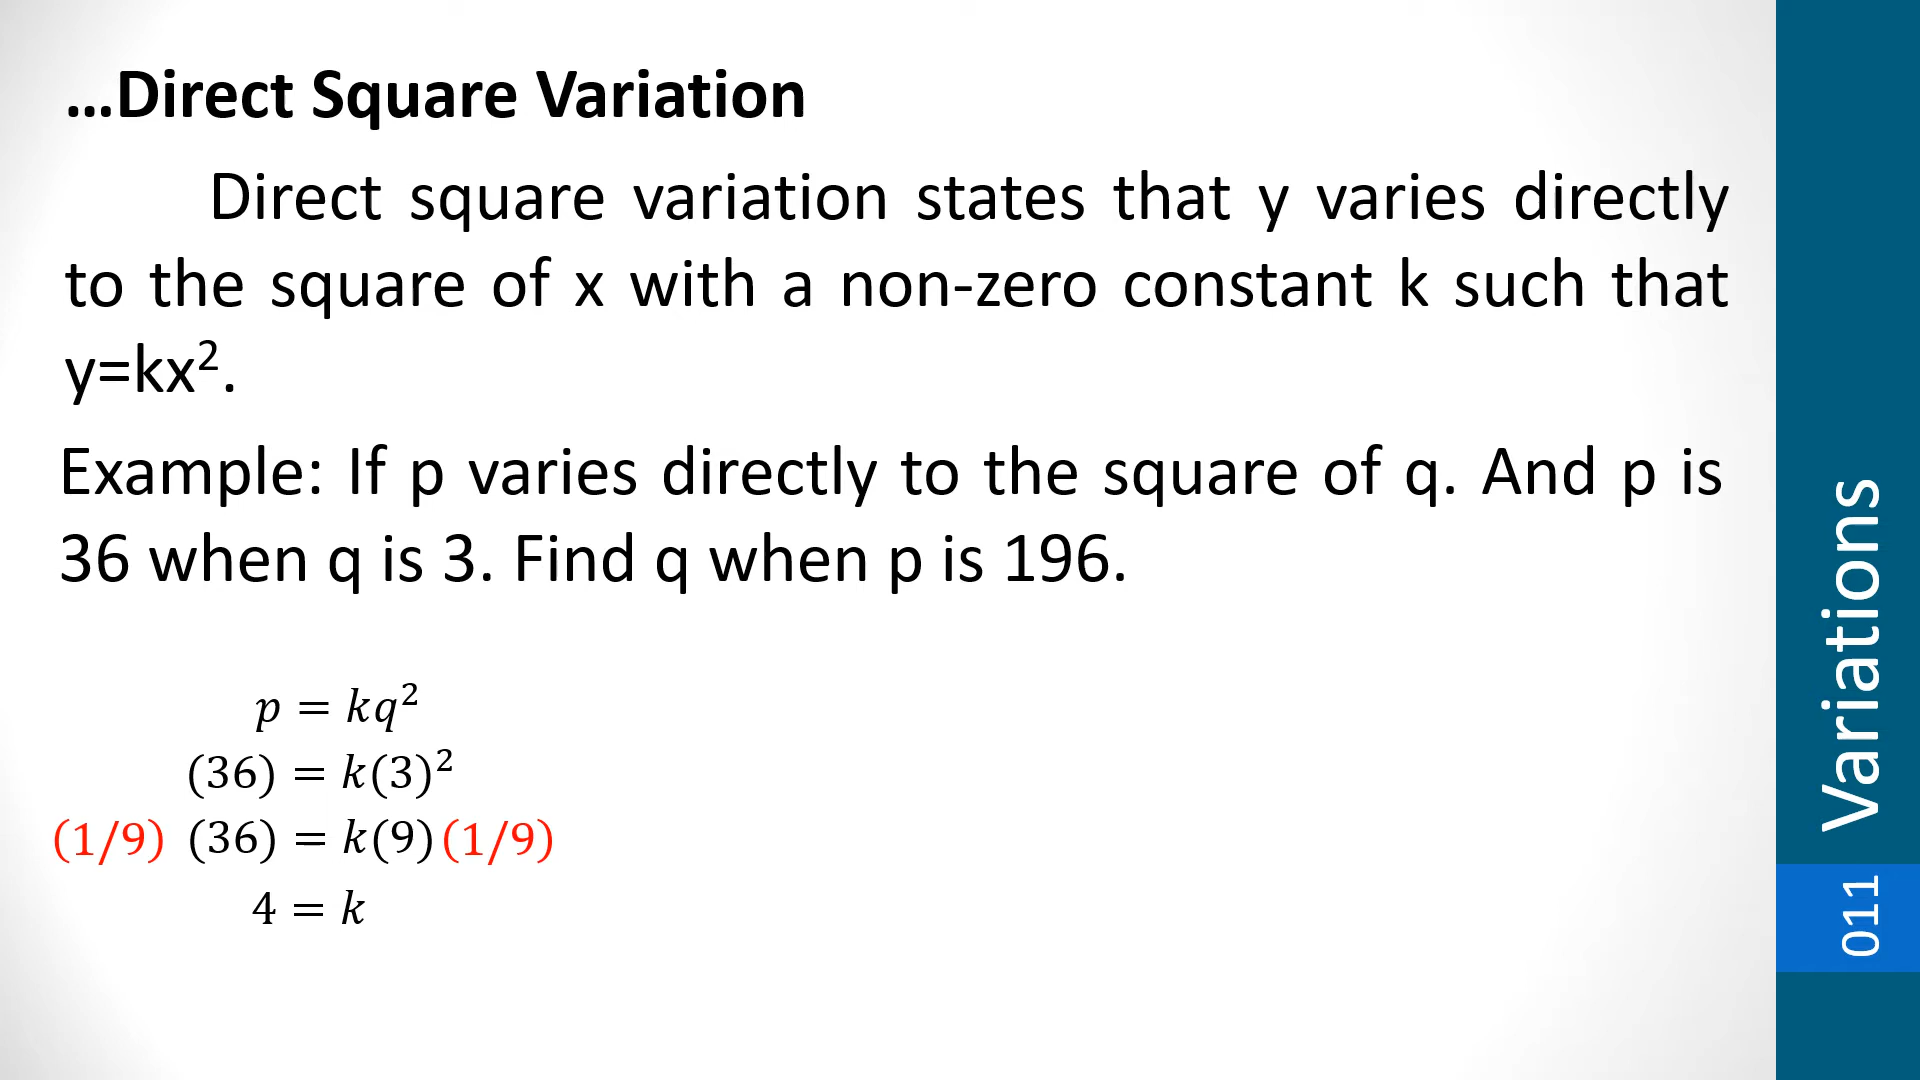 ...Direct Square Variation
Direct square variation states that y varies directly
to the square of x with a non-zero constant k such that
y=kx².
Example: If p varies directly to the square of q. And p is
36 when q is 3. Find q when p is 196.
p = kq²
(36) = k(3)²
(1/9) (36) = k(9)(1/9)
4 = k
Variations
011